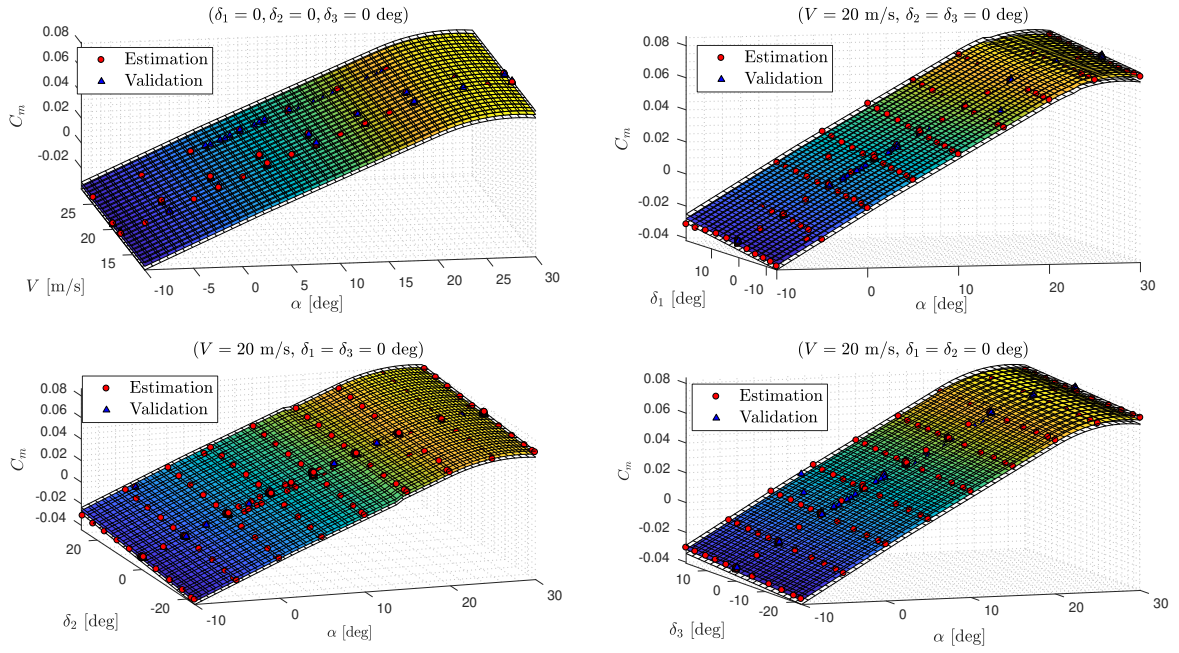 (δ₁ = 0, δ₂ = 0, δ₃ = 0 deg)
0.08
0.06
0.04
0.02
0
-0.02
C_m
Estimation
Validation
25
20
15
V [m/s]
-10
-5
0
5
10
15
20
25
30
α [deg]
(V = 20 m/s, δ₂ = δ₃ = 0 deg)
0.08
0.06
0.04
0.02
0
-0.02
-0.04
C_m
Estimation
Validation
10
0
-10
δ₁ [deg]
-10
0
10
20
30
α [deg]
(V = 20 m/s, δ₁ = δ₃ = 0 deg)
0.08
0.06
0.04
0.02
0
-0.02
-0.04
C_m
Estimation
Validation
20
0
-20
δ₂ [deg]
-10
0
10
20
30
α [deg]
(V = 20 m/s, δ₁ = δ₂ = 0 deg)
0.08
0.06
0.04
0.02
0
-0.02
-0.04
C_m
Estimation
Validation
10
0
-10
-20
δ₃ [deg]
-10
0
10
20
30
α [deg]